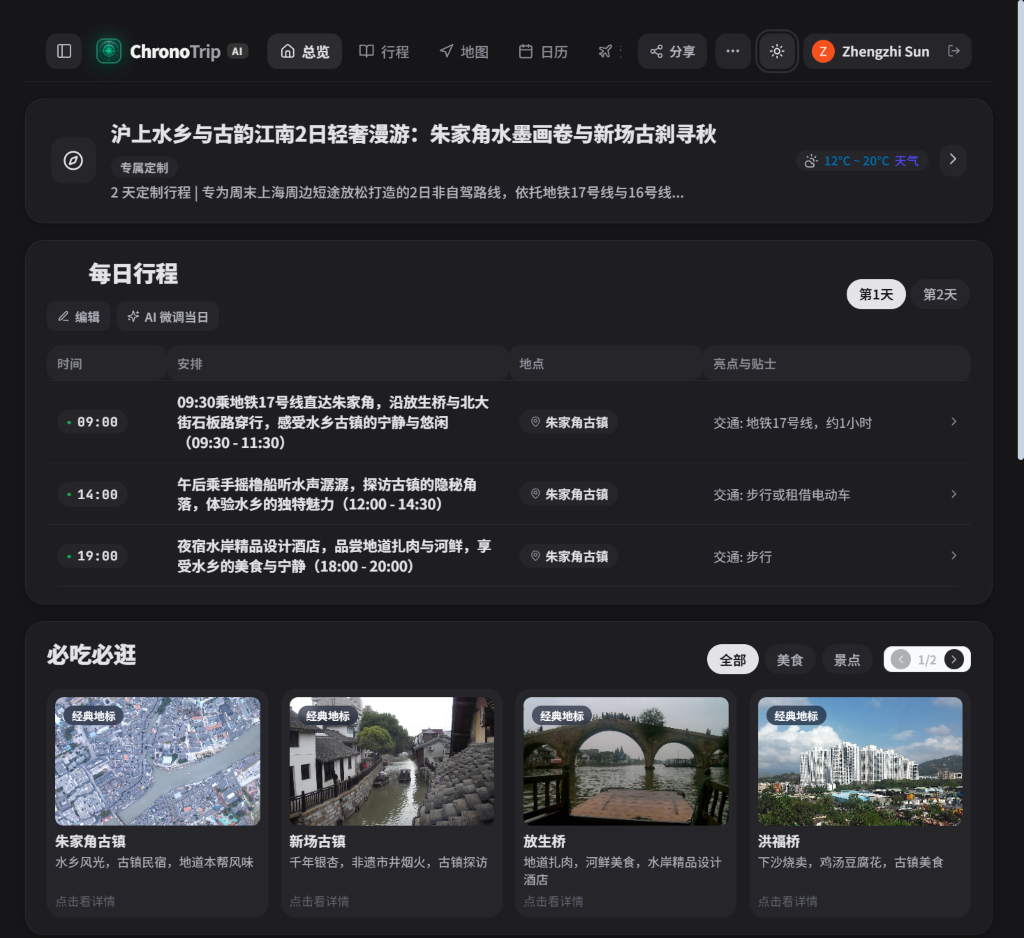 ChronoTrip AI
总览
行程
地图
日历
分享
Z Zhengzhi Sun
沪上水乡与古韵江南2日轻奢漫游：朱家角水墨画卷与新场古刹寻秋
专属定制
2 天定制行程 | 专为周末上海周边短途放松打造的2日非自驾路线，依托地铁17号线与16号线...
12°C ~ 20°C 天气
每日行程
第1天
第2天
编辑
AI 微调当日
时间
安排
地点
亮点与贴士
09:00
09:30乘地铁17号线直达朱家角，沿放生桥与北大
街石板路穿行，感受水乡古镇的宁静与悠闲
（09:30 - 11:30）
朱家角古镇
交通: 地铁17号线，约1小时
14:00
午后乘手摇橹船听水声潺潺，探访古镇的隐秘角
落，体验水乡的独特魅力（12:00 - 14:30）
朱家角古镇
交通: 步行或租借电动车
19:00
夜宿水岸精品设计酒店，品尝地道扎肉与河鲜，享
受水乡的美食与宁静（18:00 - 20:00）
朱家角古镇
交通: 步行
必吃必逛
全部
美食
景点
1/2
经典地标
朱家角古镇
水乡风光，古镇民宿，地道本帮风味
点击看详情
经典地标
新场古镇
千年银杏，非遗市井烟火，古镇探访
点击看详情
经典地标
放生桥
地道扎肉，河鲜美食，水岸精品设计
酒店
点击看详情
经典地标
洪福桥
下沙烧卖，鸡汤豆腐花，古镇美食
点击看详情